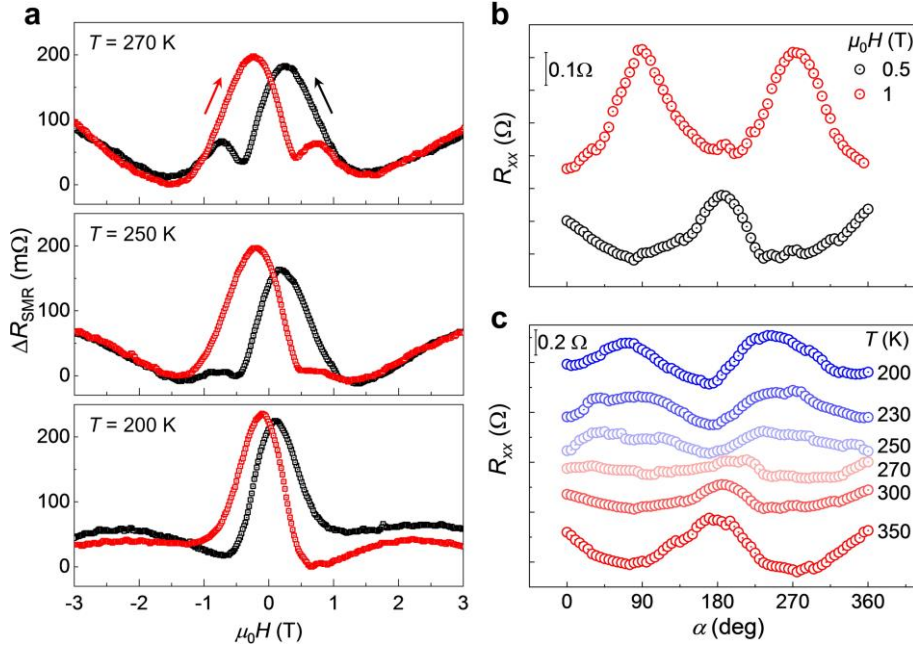 a
T = 270 K
200
100
0
T = 250 K
200
100
0
T = 200 K
200
100
0
ΔR_SMR (mΩ)
-3 -2 -1 0 1 2 3
μ₀H (T)
b
0.1Ω
μ₀H (T)
0.5
1
R_xx (Ω)
c
0.2 Ω
T (K)
200
230
250
270
300
350
R_xx (Ω)
0 90 180 270 360
α (deg)